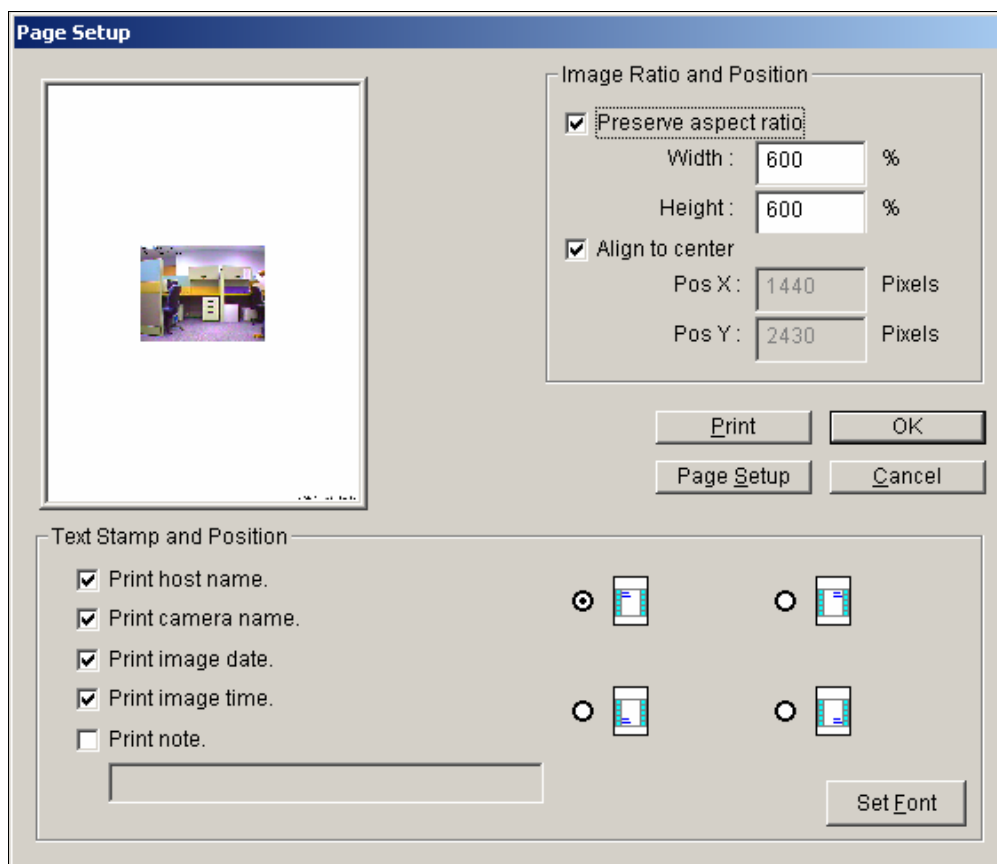 Page Setup
Image Ratio and Position
Preserve aspect ratio
Width : 600 %
Height : 600 %
Align to center
Pos X : 1440 Pixels
Pos Y : 2430 Pixels
Print OK
Page Setup Cancel
Text Stamp and Position
Print host name.
Print camera name.
Print image date.
Print image time.
Print note.
Set Font